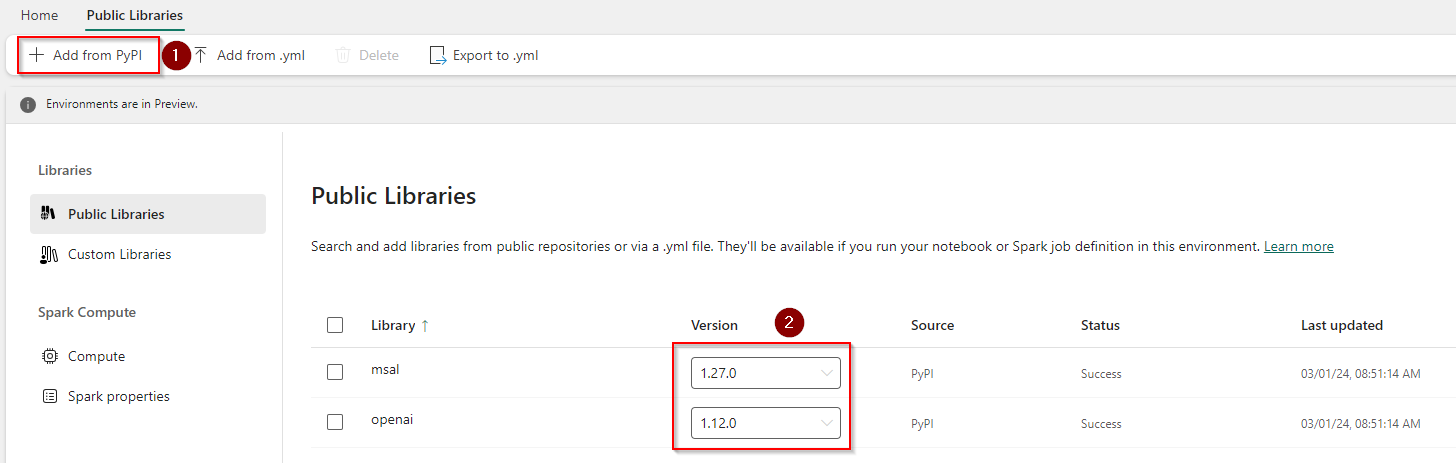 Home Public Libraries
Add from PyPI 1 Add from .yml Delete Export to .yml
Environments are in Preview.
Libraries
Public Libraries
Custom Libraries
Spark Compute
Compute
Spark properties
Public Libraries
Search and add libraries from public repositories or via a .yml file. They'll be available if you run your notebook or Spark job definition in this environment. Learn more
Library ↑ Version 2 Source Status Last updated
msal 1.27.0 PyPI Success 03/01/24, 08:51:14 AM
openai 1.12.0 PyPI Success 03/01/24, 08:51:14 AM